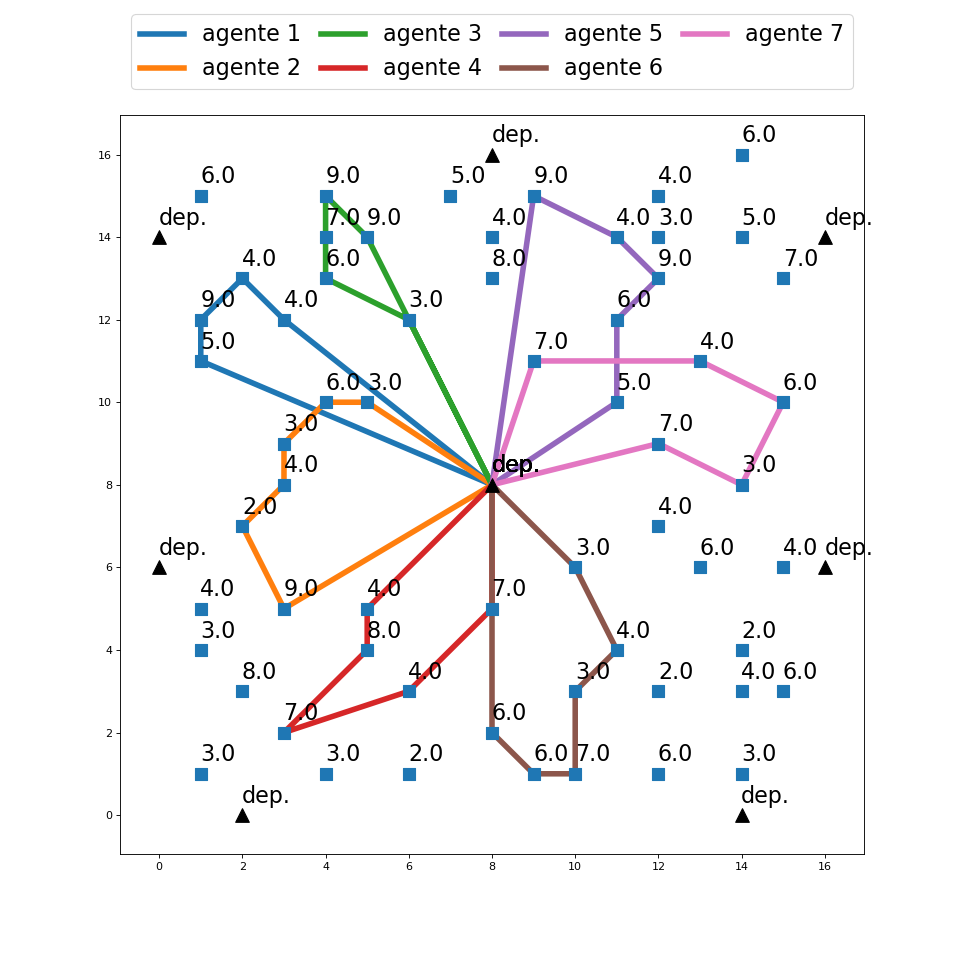 agente 1 agente 3 agente 5 agente 7
agente 2 agente 4 agente 6
dep. 6.0
16
6.0 9.0 5.0 9.0 4.0
dep. 7.0 9.0 4.0 4.0 3.0 5.0 dep.
14
4.0 6.0 8.0 9.0 7.0
9.0 4.0 3.0 6.0
12
5.0 7.0 4.0
6.0 3.0 5.0 6.0
10
3.0 7.0
4.0 dep. 3.0
8
2.0 4.0
dep. 3.0 6.0 4.0 dep.
6
4.0 9.0 4.0 7.0
3.0 8.0 4.0 2.0
4
8.0 4.0 3.0 2.0 4.0 6.0
7.0 6.0
2
3.0 3.0 2.0 6.0 7.0 6.0 3.0
dep. dep.
0
0 2 4 6 8 10 12 14 16